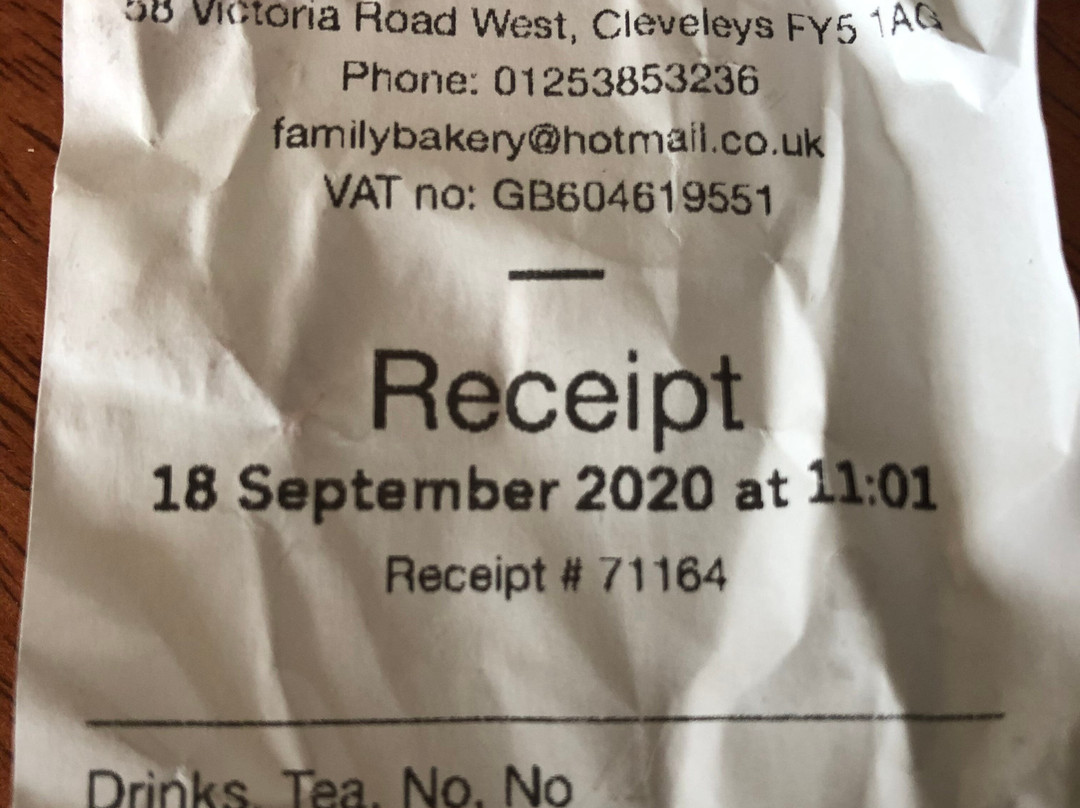 58 Victoria Road West, Cleveleys FY5 1AG
Phone: 01253853236
familybakery@hotmail.co.uk
VAT no: GB604619551
Receipt
18 September 2020 at 11:01
Receipt # 71164
Drinks, Tea, No, No